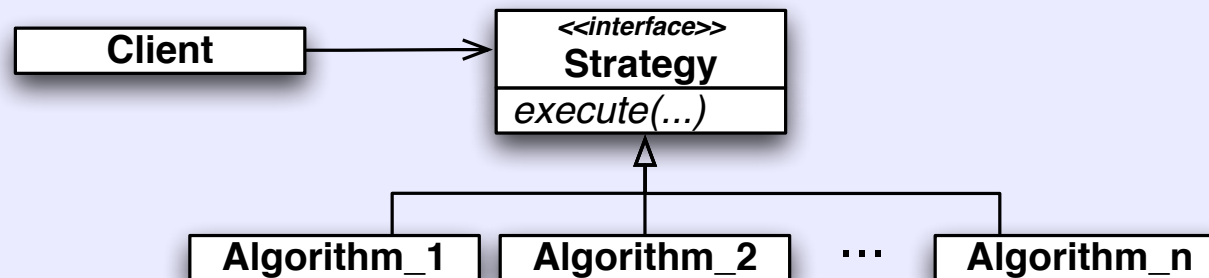 Client
<<interface>>
Strategy
execute(...)
Algorithm_1
Algorithm_2
...
Algorithm_n